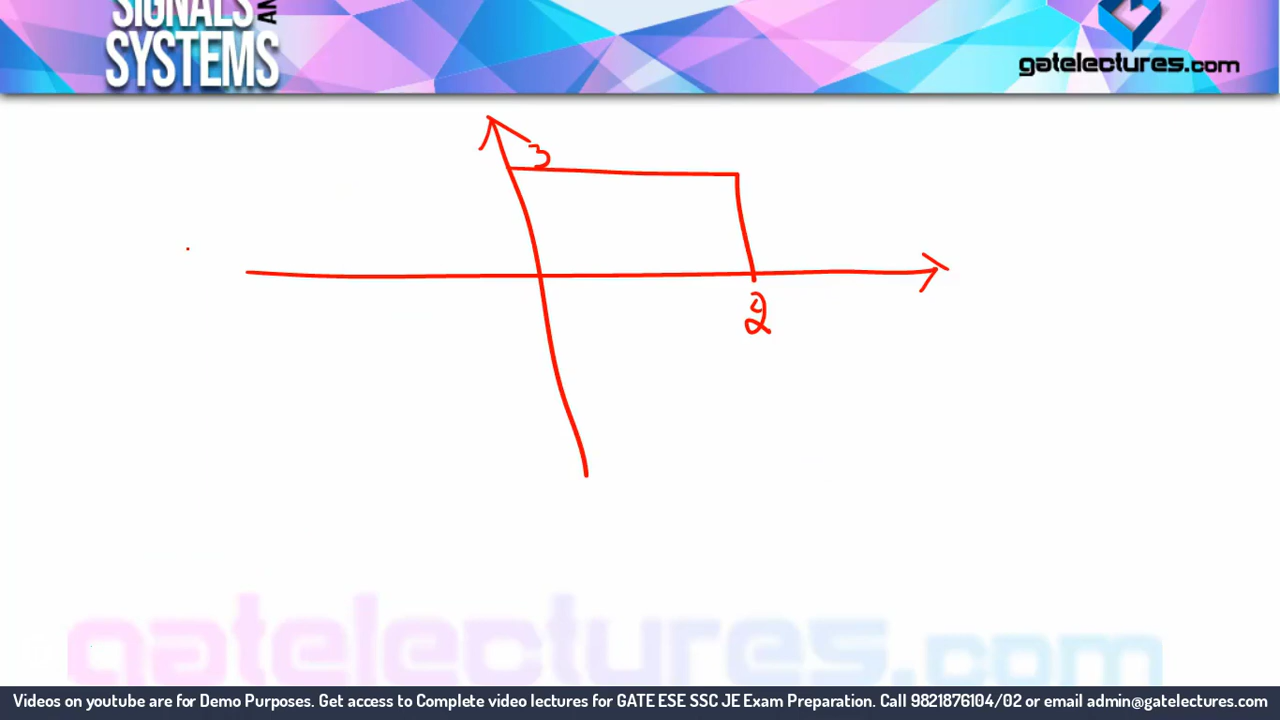 SIGNALS AND
SYSTEMS
gatelectures.com
3
2
gatelectures.com
Videos on youtube are for Demo Purposes. Get access to Complete video lectures for GATE ESE SSC JE Exam Preparation. Call 9821876104/02 or email admin@gatelectures.com